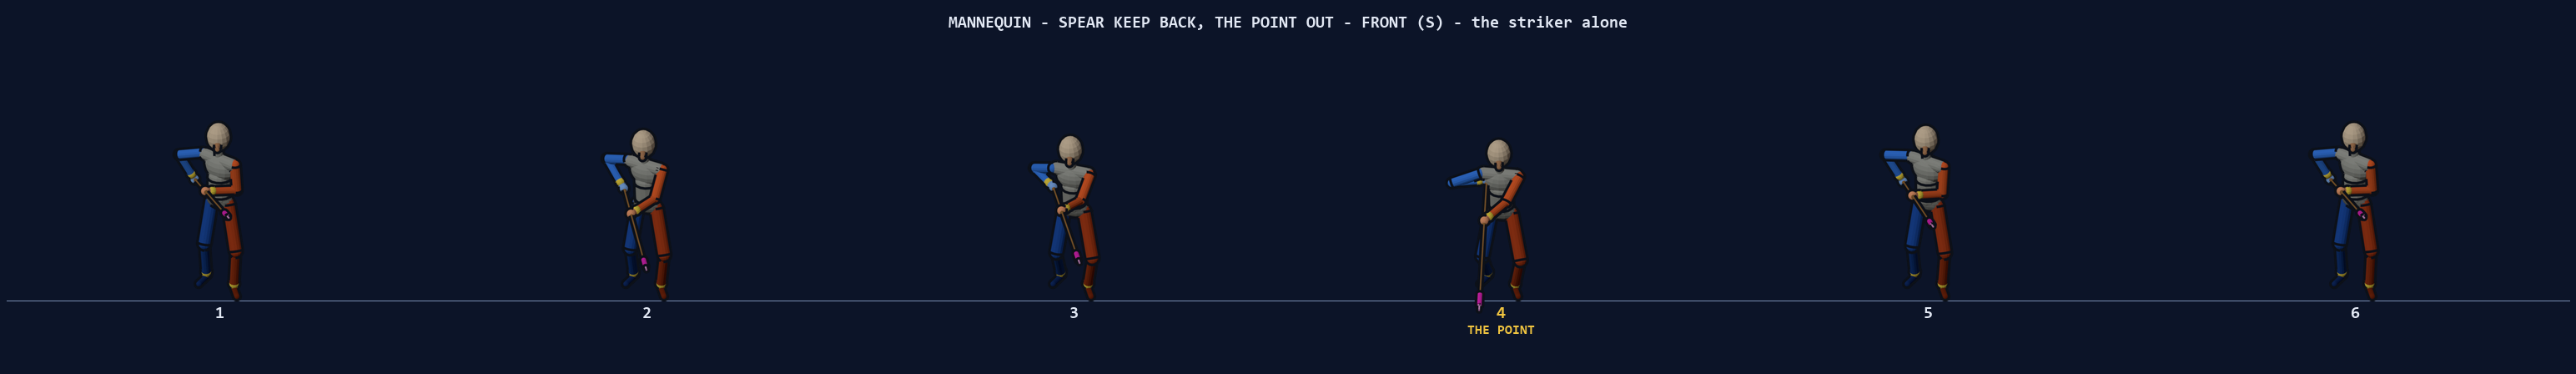 MANNEQUIN - SPEAR KEEP BACK, THE POINT OUT - FRONT (S) - the striker alone
1 2 3 4 5 6
THE POINT